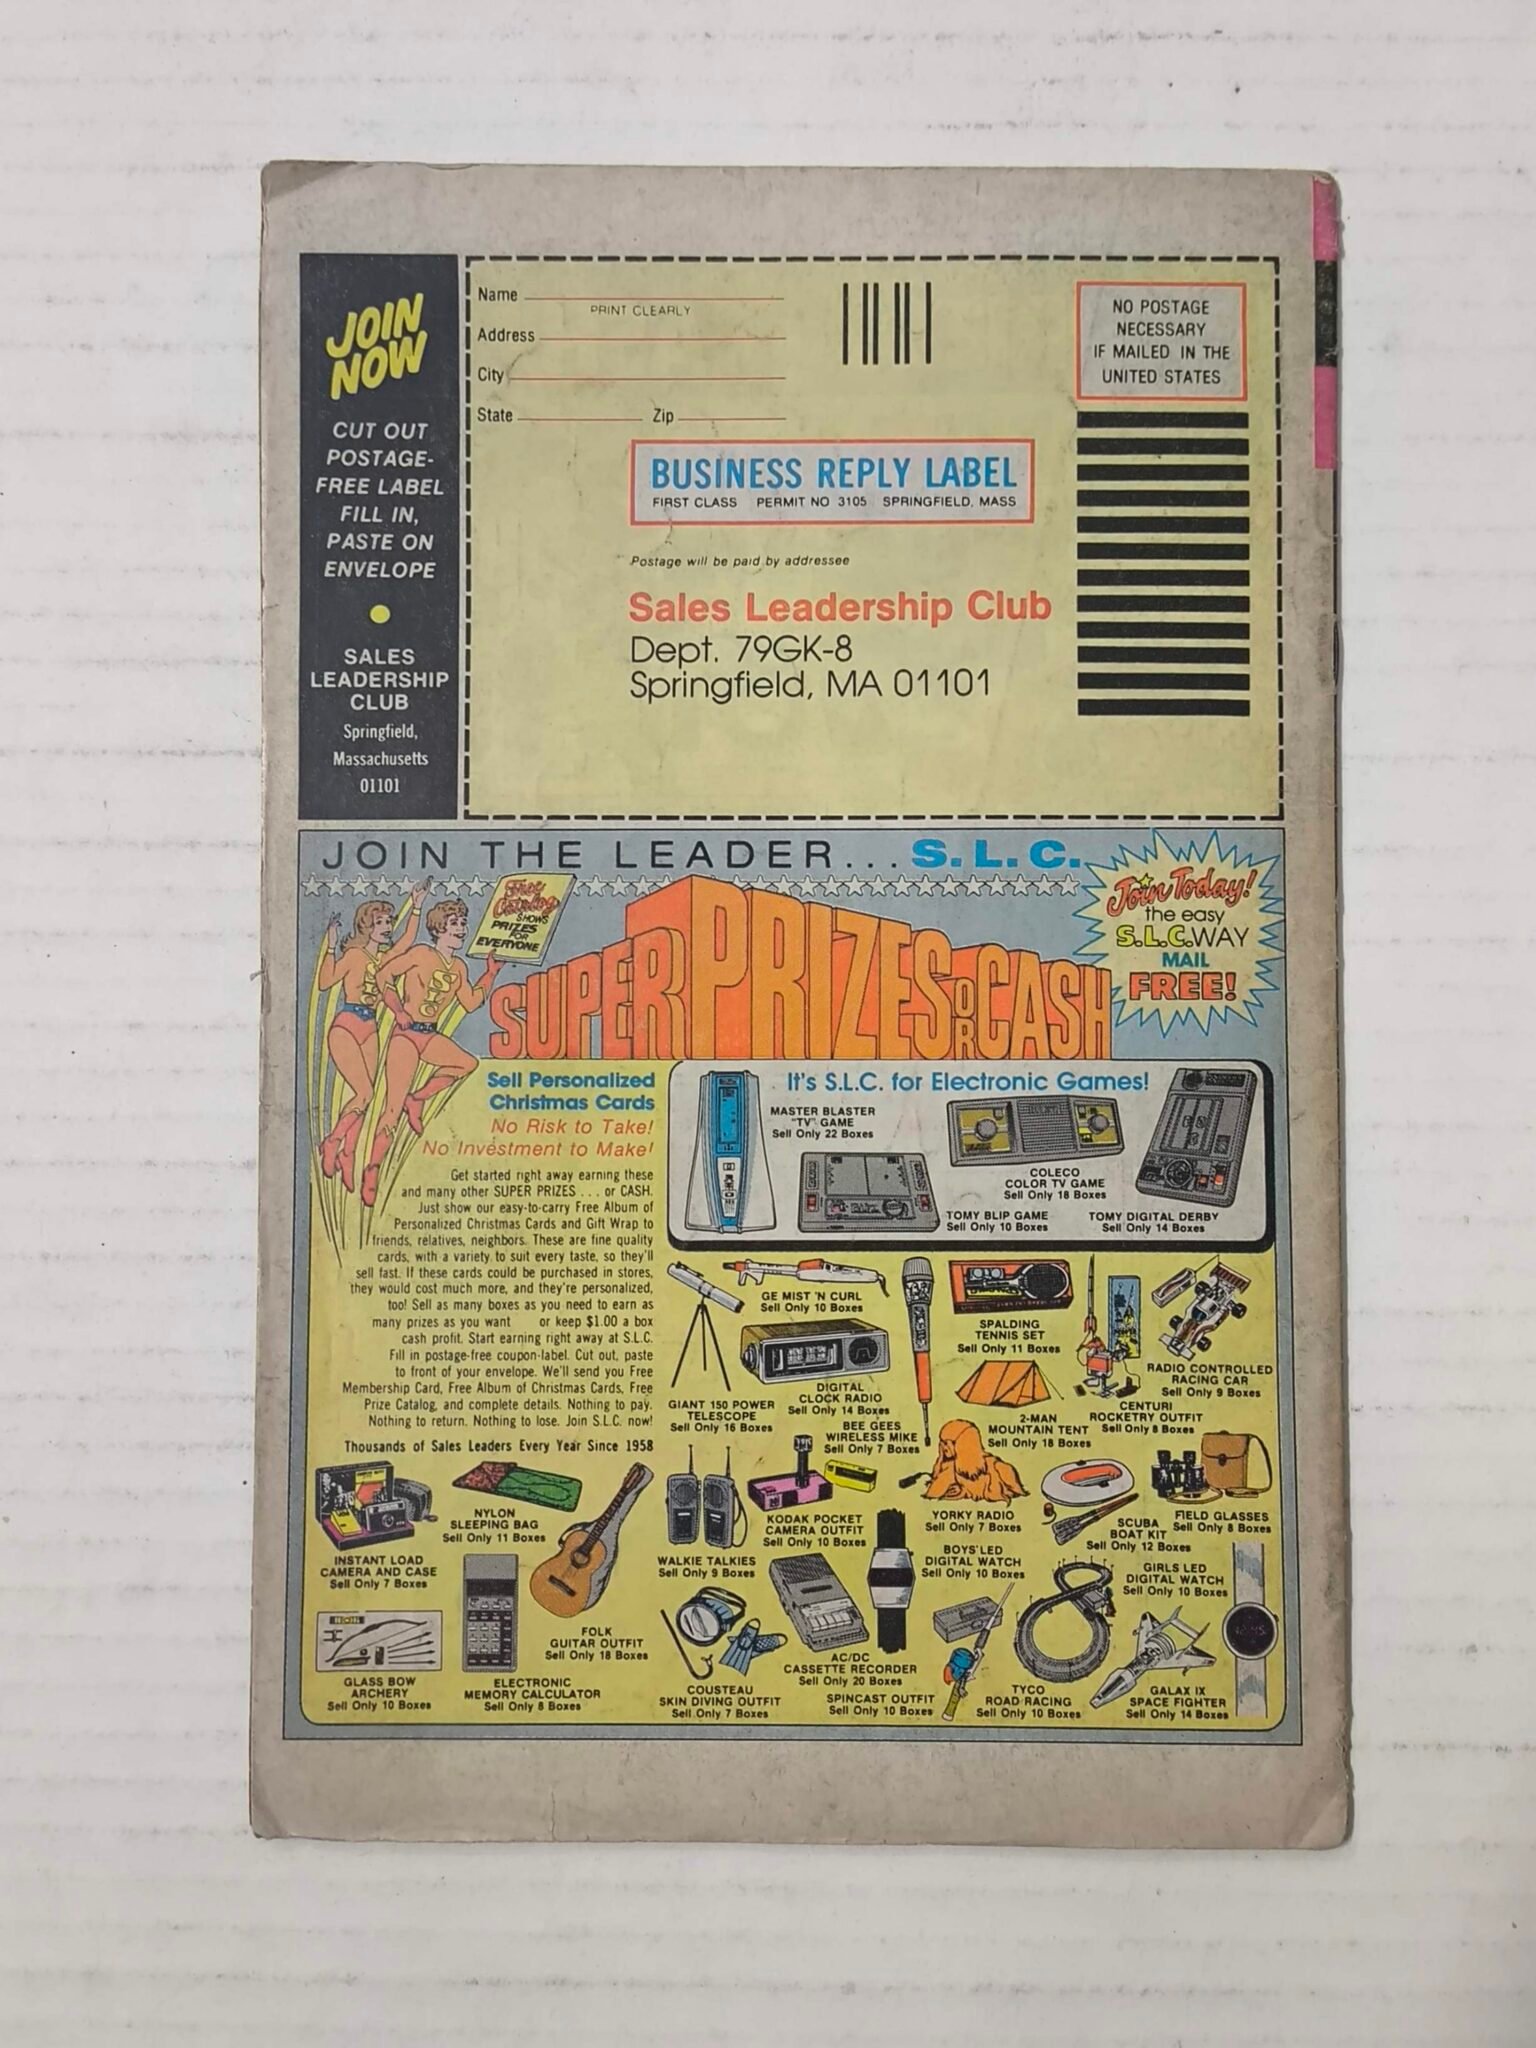 JOIN
NOW
CUT OUT
POSTAGE-
FREE LABEL
FILL IN,
PASTE ON
ENVELOPE
SALES
LEADERSHIP
CLUB
Springfield,
Massachusetts
01101
Name
PRINT CLEARLY
Address
City
State Zip
NO POSTAGE
NECESSARY
IF MAILED IN THE
UNITED STATES
BUSINESS REPLY LABEL
FIRST CLASS PERMIT NO 3105 SPRINGFIELD, MASS
Postage will be paid by addressee
Sales Leadership Club
Dept. 79GK-8
Springfield, MA 01101
JOIN THE LEADER... S.L.C.
Free
Catalog
SHOWS
PRIZES
FOR
EVERYONE
SUPER PRIZES OR CASH
Join Today!
the easy
S.L.C. WAY
MAIL
FREE!
Sell Personalized
Christmas Cards
No Risk to Take!
No Investment to Make!
Get started right away earning these
and many other SUPER PRIZES . . . or CASH.
Just show our easy-to-carry Free Album of
Personalized Christmas Cards and Gift Wrap to
friends, relatives, neighbors. These are fine quality
cards, with a variety to suit every taste, so they'll
sell fast. If these cards could be purchased in stores,
they would cost much more, and they're personalized,
too! Sell as many boxes as you need to earn as
many prizes as you want or keep $1.00 a box
cash profit. Start earning right away at S.L.C.
Fill in postage-free coupon-label. Cut out, paste
to front of your envelope. We'll send you Free
Membership Card, Free Album of Christmas Cards, Free
Prize Catalog, and complete details. Nothing to pay.
Nothing to return. Nothing to lose. Join S.L.C. now!
Thousands of Sales Leaders Every Year Since 1958
It's S.L.C. for Electronic Games!
MASTER BLASTER
"TV" GAME
Sell Only 22 Boxes
COLECO
COLOR TV GAME
Sell Only 18 Boxes
TOMY BLIP GAME
Sell Only 10 Boxes
TOMY DIGITAL DERBY
Sell Only 14 Boxes
GE MIST 'N CURL
Sell Only 10 Boxes
SPALDING
TENNIS SET
Sell Only 11 Boxes
RADIO CONTROLLED
RACING CAR
Sell Only 9 Boxes
GIANT 150 POWER
TELESCOPE
Sell Only 16 Boxes
DIGITAL
CLOCK RADIO
Sell Only 14 Boxes
BEE GEES
WIRELESS MIKE
Sell Only 7 Boxes
2-MAN
MOUNTAIN TENT
Sell Only 18 Boxes
CENTURI
ROCKETRY OUTFIT
Sell Only 8 Boxes
INSTANT LOAD
CAMERA AND CASE
Sell Only 7 Boxes
NYLON
SLEEPING BAG
Sell Only 11 Boxes
WALKIE TALKIES
Sell Only 9 Boxes
KODAK POCKET
CAMERA OUTFIT
Sell Only 10 Boxes
YORKY RADIO
Sell Only 7 Boxes
SCUBA
BOAT KIT
Sell Only 12 Boxes
FIELD GLASSES
Sell Only 8 Boxes
BOYS' LED
DIGITAL WATCH
Sell Only 10 Boxes
GIRLS LED
DIGITAL WATCH
Sell Only 10 Boxes
GLASS BOW
ARCHERY
Sell Only 10 Boxes
ELECTRONIC
MEMORY CALCULATOR
Sell Only 8 Boxes
FOLK
GUITAR OUTFIT
Sell Only 18 Boxes
COUSTEAU
SKIN DIVING OUTFIT
Sell Only 7 Boxes
AC/DC
CASSETTE RECORDER
Sell Only 20 Boxes
SPINCAST OUTFIT
Sell Only 10 Boxes
TYCO
ROAD RACING
Sell Only 10 Boxes
GALAX IX
SPACE FIGHTER
Sell Only 14 Boxes